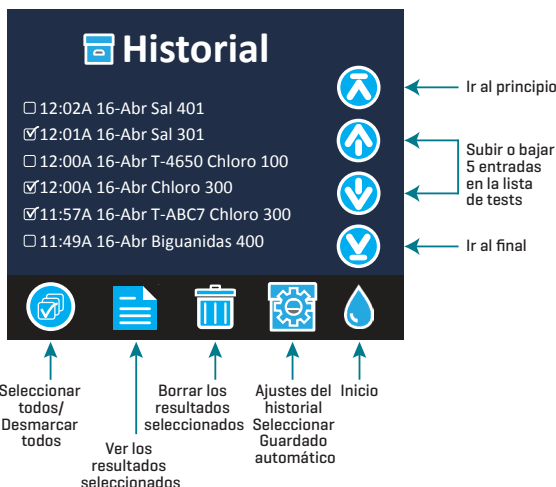 Historial
12:02A 16-Abr Sal 401
12:01A 16-Abr Sal 301
12:00A 16-Abr T-4650 Chloro 100
12:00A 16-Abr Chloro 300
11:57A 16-Abr T-ABC7 Chloro 300
11:49A 16-Abr Biguanidas 400
Ir al principio
Subir o bajar
5 entradas
en la lista
de tests
Ir al final
Seleccionar
todos/
Desmarcar
todos
Ver los
resultados
seleccionados
Borrar los
resultados
seleccionados
Ajustes del
historial
Seleccionar
Guardado
automático
Inicio